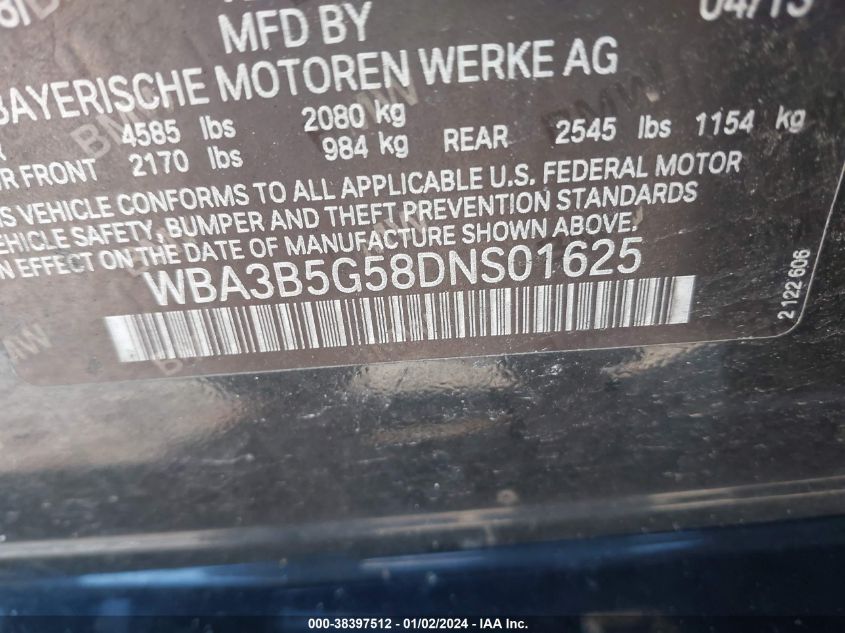 04/13
MFD BY
BAYERISCHE MOTOREN WERKE AG
4585 lbs 2080 kg
FRONT 2170 lbs 984 kg REAR 2545 lbs 1154 kg
VEHICLE CONFORMS TO ALL APPLICABLE U.S. FEDERAL MOTOR
VEHICLE SAFETY, BUMPER AND THEFT PREVENTION STANDARDS
IN EFFECT ON THE DATE OF MANUFACTURE SHOWN ABOVE.
WBA3B5G58DNS01625
2 122 606
000-38397512 - 01/02/2024 - IAA Inc.